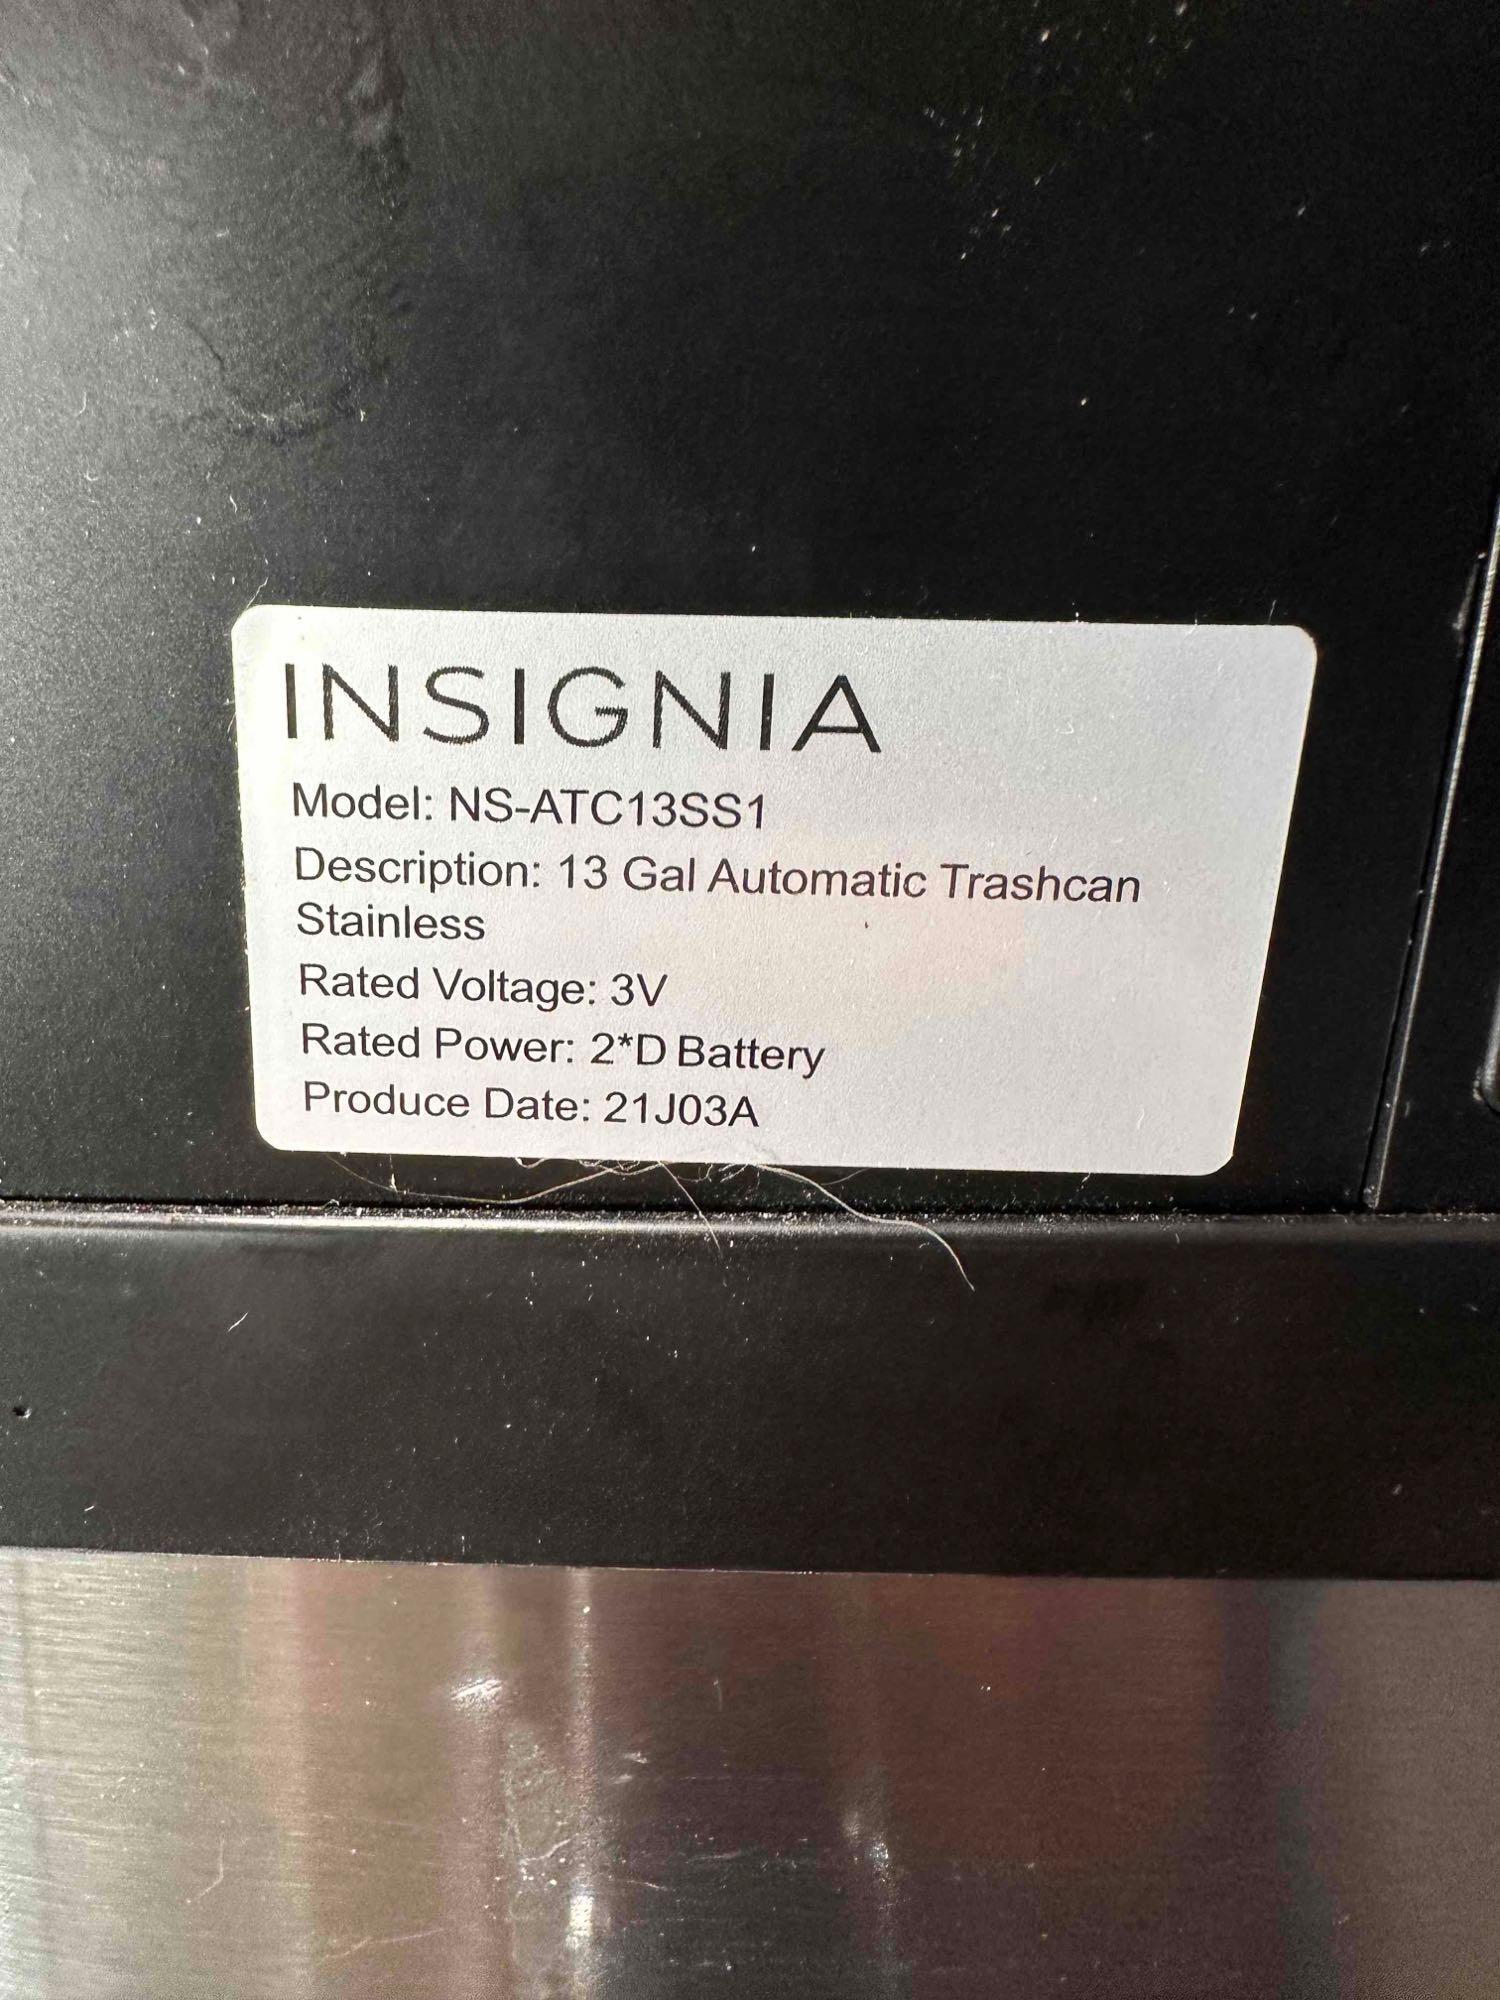 INSIGNIA
Model: NS-ATC13SS1
Description: 13 Gal Automatic Trashcan
Stainless
Rated Voltage: 3V
Rated Power: 2*D Battery
Produce Date: 21J03A